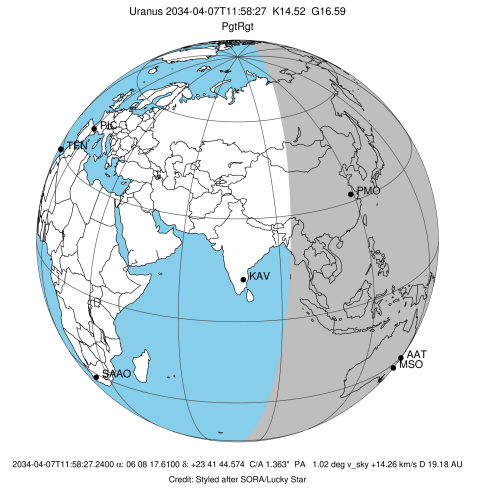 Uranus 2034-04-07T11:58:27 K14.52 G16.59
PgtRgt
PIC
TEN
PMO
KAV
AAT
MSO
SAAO
2034-04-07T11:58:27.2400 α: 06 08 17.6100 δ: +23 41 44.574 C/A 1.363" PA 1.02 deg v_sky +14.26 km/s D 19.18 AU
Credit: Styled after SORA/Lucky Star